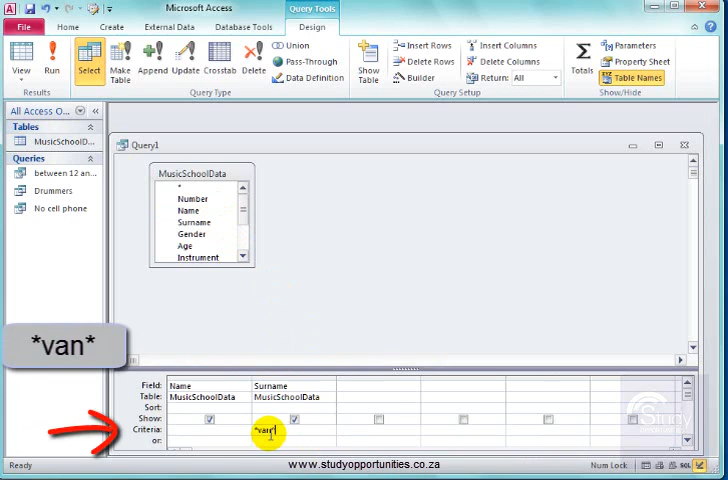 Microsoft Access
Query Tools
File
Home
Create
External Data
Database Tools
Design
View
Run
Select
Make Table
Append
Update
Crosstab
Delete
Union
Pass-Through
Data Definition
Show Table
Insert Rows
Delete Rows
Builder
Insert Columns
Delete Columns
Return: All
Totals
Parameters
Property Sheet
Table Names
Results
Query Type
Query Setup
Show/Hide
All Access O...
Tables
MusicSchoolD...
Queries
between 12 an...
Drummers
No cell phone
Query1
MusicSchoolData
*
Number
Name
Surname
Gender
Age
Instrument
*van*
Field: Name Surname
Table: MusicSchoolData MusicSchoolData
Sort:
Show:
Criteria: *van*
or:
Study
Ready
www.studyopportunities.co.za
Num Lock
SQL